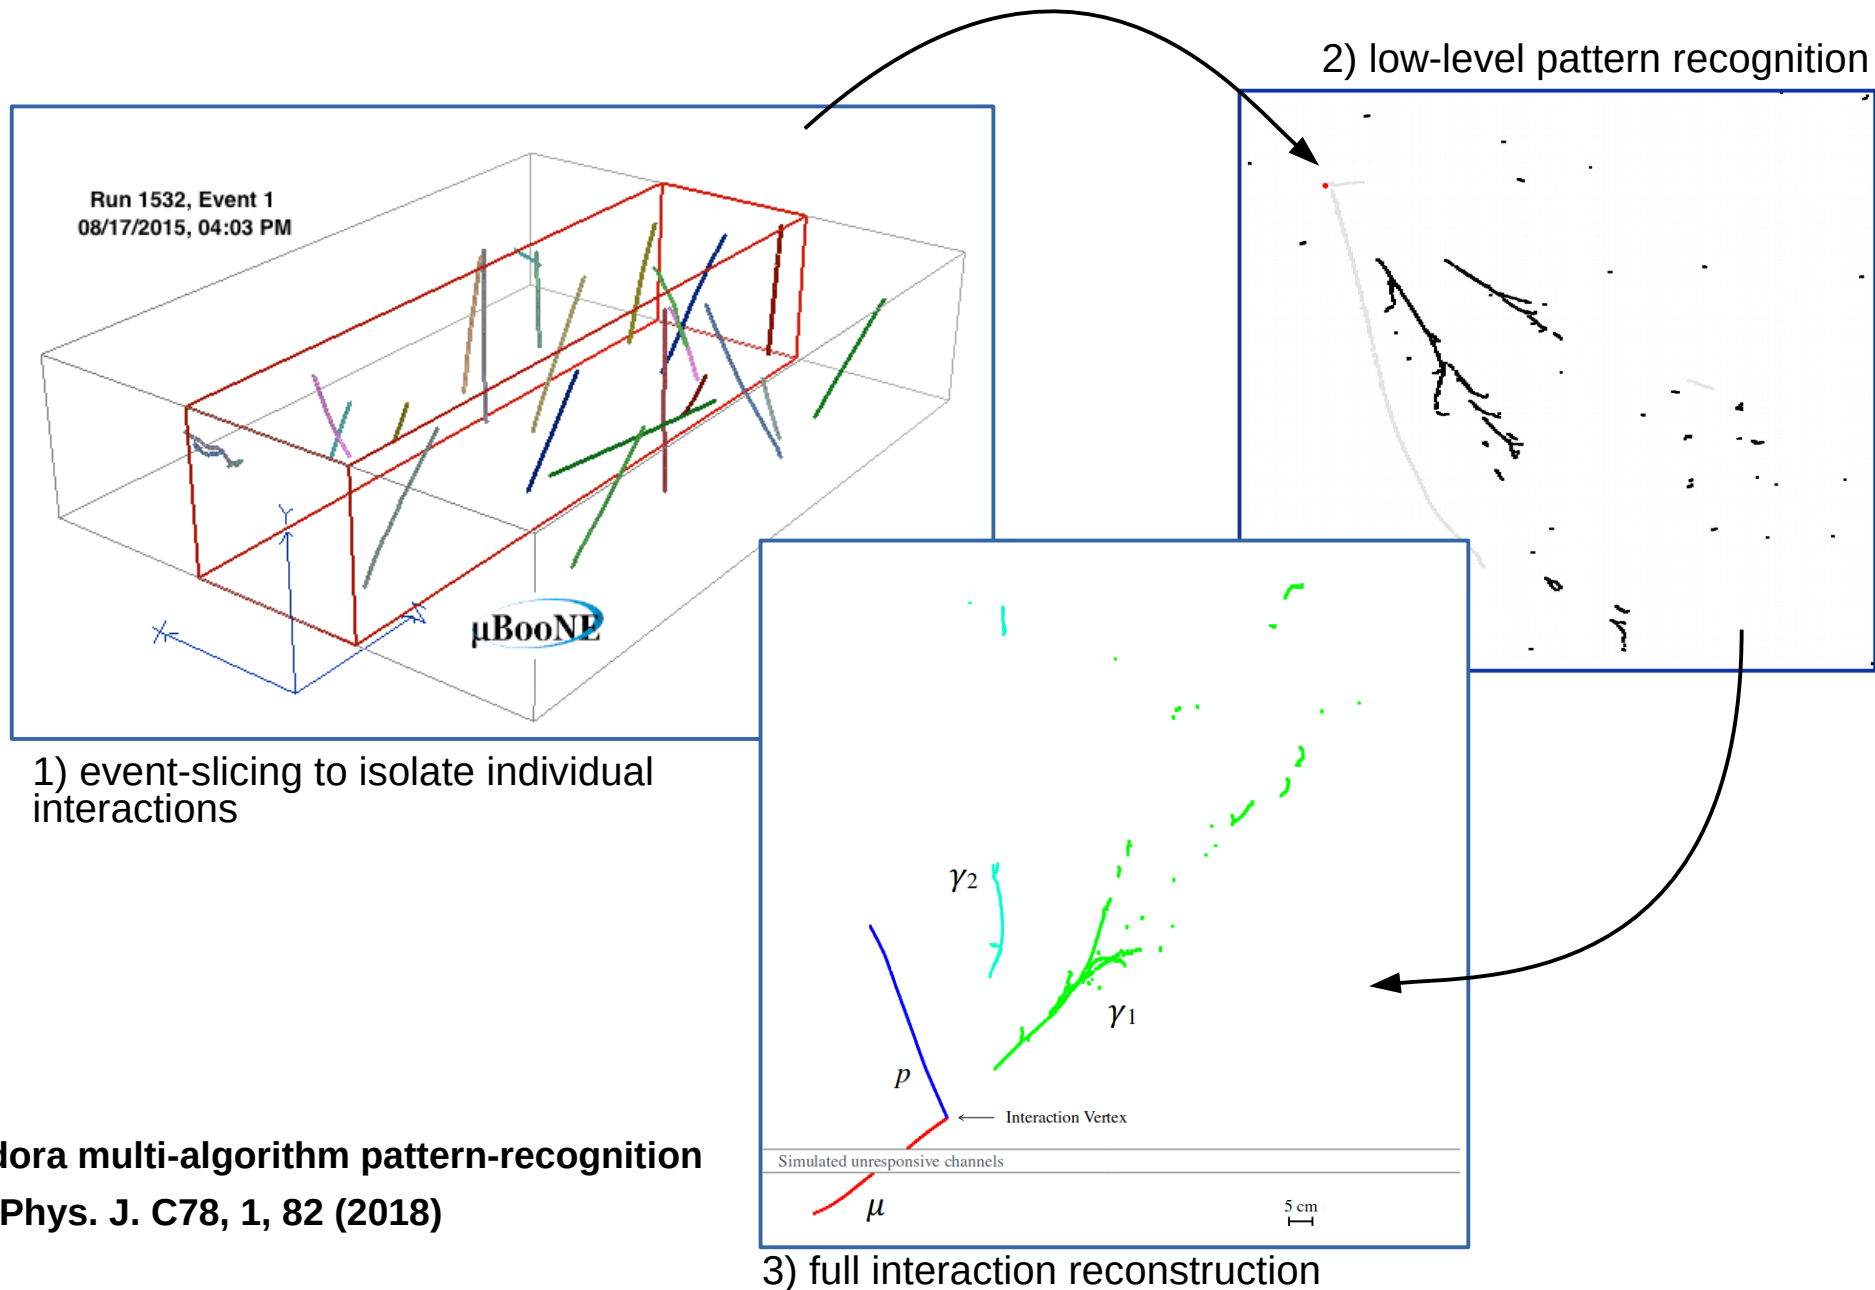 2) low-level pattern recognition
Run 1532, Event 1
08/17/2015, 04:03 PM
Y
X
Z
µBooNE
1) event-slicing to isolate individual
interactions
γ2
γ1
p
Interaction Vertex
Simulated unresponsive channels
μ
5 cm
dora multi-algorithm pattern-recognition
Phys. J. C78, 1, 82 (2018)
3) full interaction reconstruction